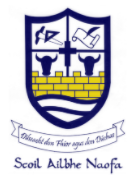 Dílseacht don Fhíor agus don Dúchas
Scoil Ailbhe Naofa